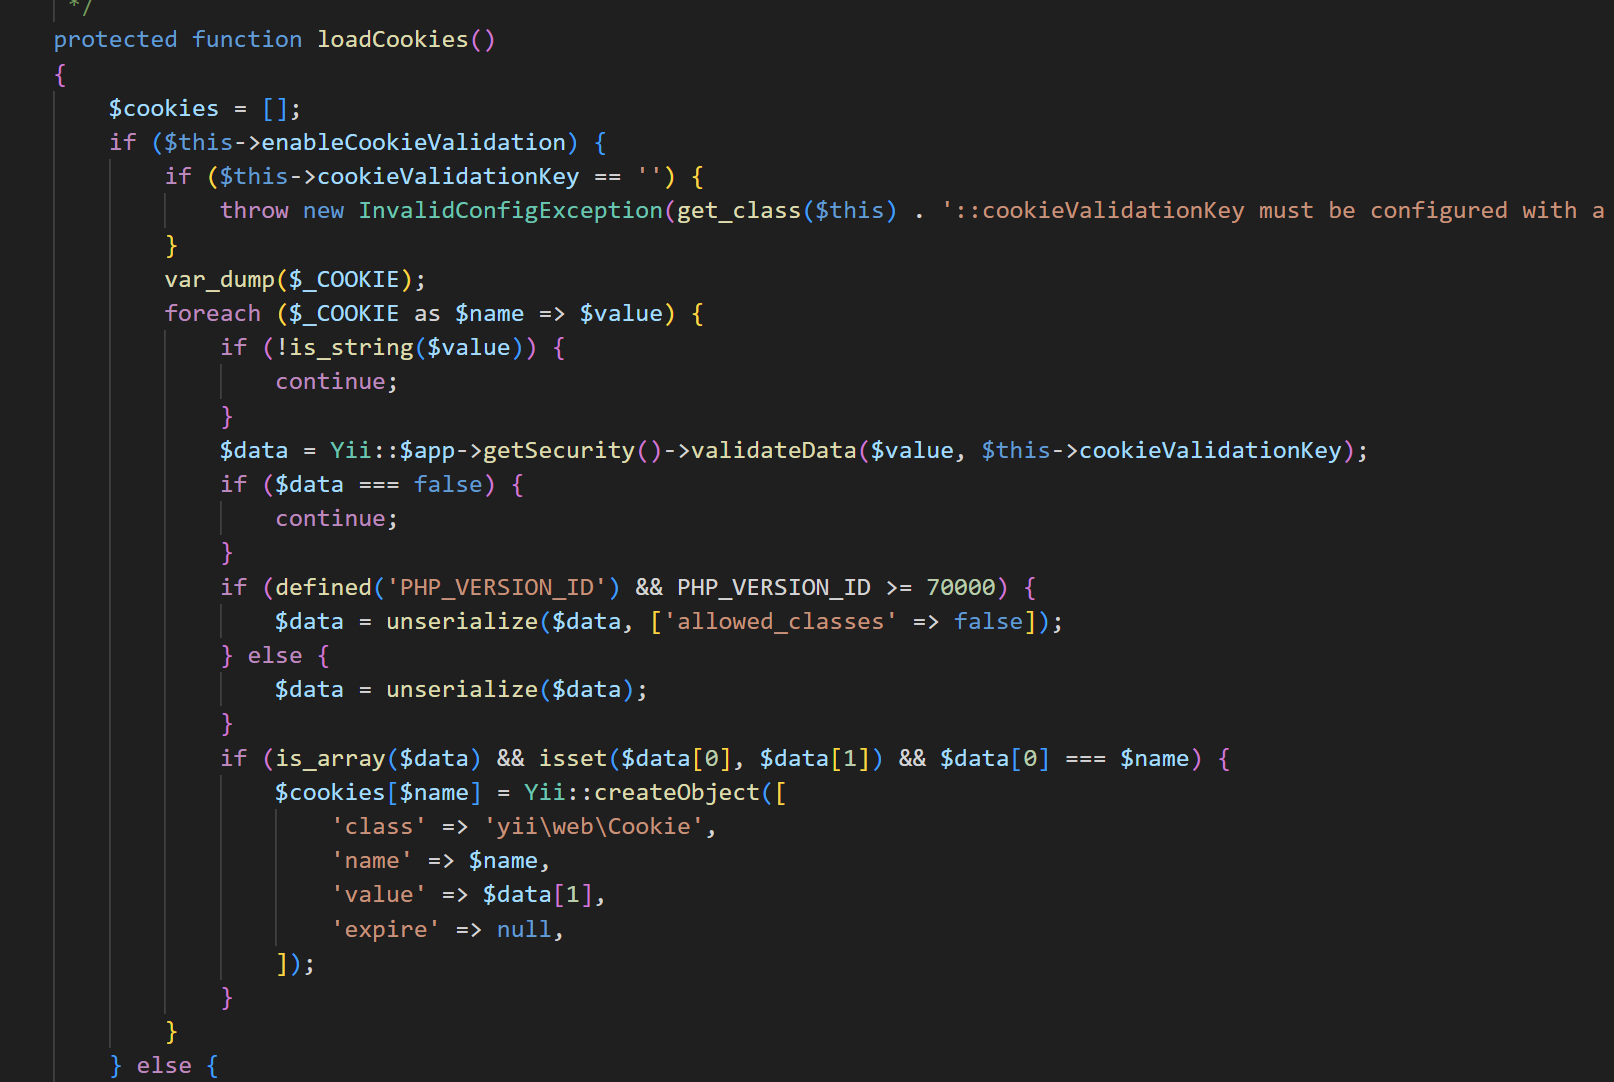 */
protected function loadCookies()
{
    $cookies = [];
    if ($this->enableCookieValidation) {
        if ($this->cookieValidationKey == '') {
            throw new InvalidConfigException(get_class($this) . '::cookieValidationKey must be configured with a
        }
        var_dump($_COOKIE);
        foreach ($_COOKIE as $name => $value) {
            if (!is_string($value)) {
                continue;
            }
            $data = Yii::$app->getSecurity()->validateData($value, $this->cookieValidationKey);
            if ($data === false) {
                continue;
            }
            if (defined('PHP_VERSION_ID') && PHP_VERSION_ID >= 70000) {
                $data = unserialize($data, ['allowed_classes' => false]);
            } else {
                $data = unserialize($data);
            }
            if (is_array($data) && isset($data[0], $data[1]) && $data[0] === $name) {
                $cookies[$name] = Yii::createObject([
                    'class' => 'yii\web\Cookie',
                    'name' => $name,
                    'value' => $data[1],
                    'expire' => null,
                ]);
            }
        }
    } else {